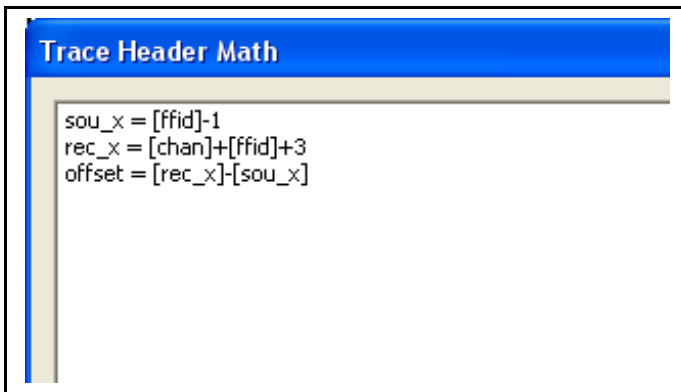 Trace Header Math
sou_x = [ffid]-1
rec_x = [chan]+[ffid]+3
offset = [rec_x]-[sou_x]